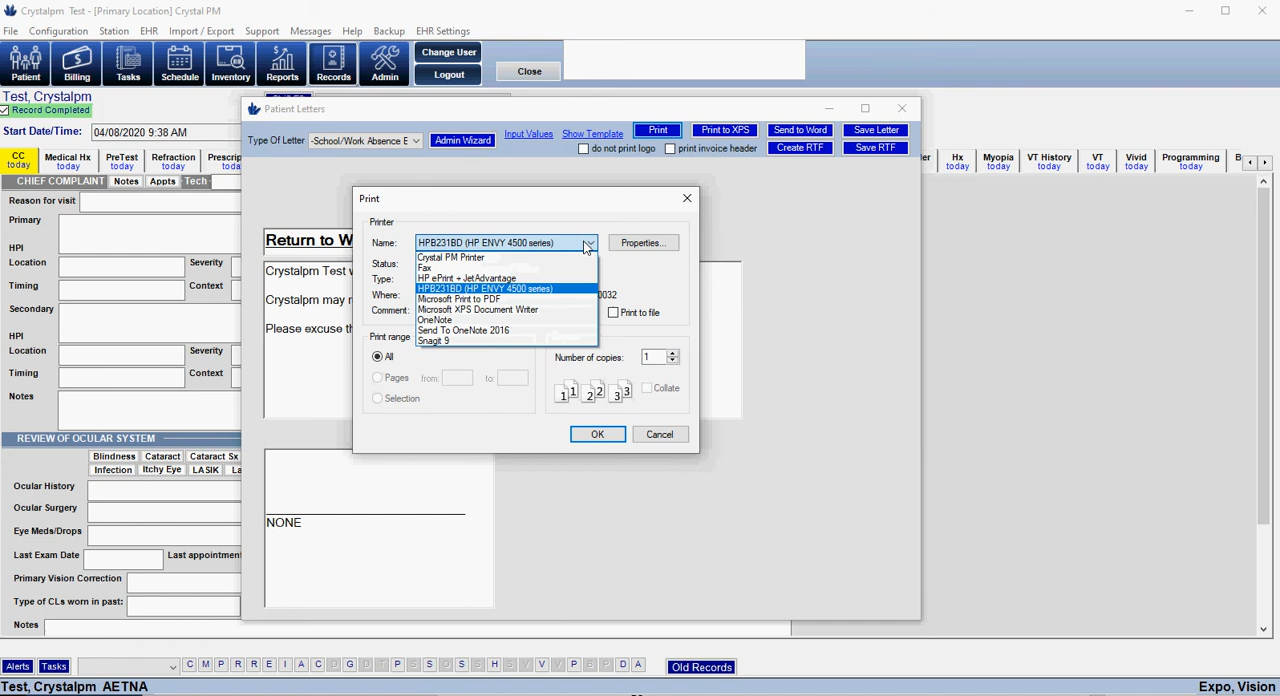 Crystalpm Test - [Primary Location] Crystal PM
File Configuration Station EHR Import / Export Support Messages Help Backup EHR Settings
Patient Billing Tasks Schedule Inventory Reports Records Admin
Change User
Logout
Close
Test, Crystalpm
Record Completed
Start Date/Time: 04/08/2020 9:38 AM
CC today
Medical Hx today
PreTest today
Refraction today
Hx today
Myopia today
VT History today
VT today
Vivid today
Programming today
CHIEF COMPLAINT Notes Appts Tech
Reason for visit
Primary
HPI
Location Severity
Timing Context
Secondary
HPI
Location Severity
Timing Context
Notes
REVIEW OF OCULAR SYSTEM
Blindness Cataract Cataract Sx
Infection Itchy Eye LASIK
Ocular History
Ocular Surgery
Eye Meds/Drops
Last Exam Date Last appointment
Primary Vision Correction
Type of CLs worn in past:
Notes
Patient Letters
Type Of Letter -School/Work Absence E Admin Wizard Input Values Show Template Print Print to XPS Send to Word Save Letter
do not print logo print invoice header Create RTF Save RTF
Return to W
Crystalpm Test
Crystalpm may
Please excuse
NONE
Print
Printer
Name: HPB231BD (HP ENVY 4500 series) Properties...
Status:
Type:
Where: 0032
Comment: Print to file
Crystal PM Printer
Fax
HP ePrint + JetAdvantage
HPB231BD (HP ENVY 4500 series)
Microsoft Print to PDF
Microsoft XPS Document Writer
OneNote
Send To OneNote 2016
Snagit 9
Print range
All
Pages from: to:
Selection
Number of copies: 1
1 1 2 2 3 3 Collate
OK Cancel
Alerts Tasks C M P R R E I A C D G D T P S S O S S H S V V V P B P D A Old Records
Test, Crystalpm AETNA Expo, Vision